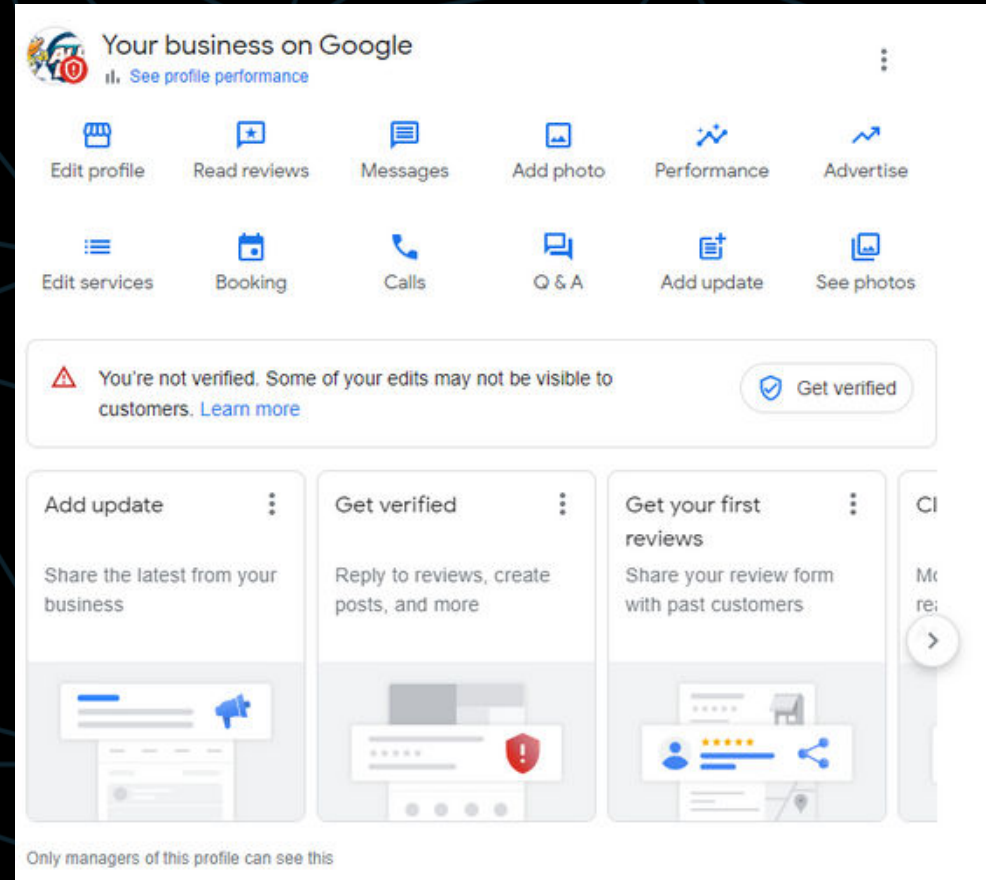 Your business on Google
See profile performance
Edit profile
Read reviews
Messages
Add photo
Performance
Advertise
Edit services
Booking
Calls
Q & A
Add update
See photos
You're not verified. Some of your edits may not be visible to
customers. Learn more
Get verified
Add update
Share the latest from your
business
Get verified
Reply to reviews, create
posts, and more
Get your first
reviews
Share your review form
with past customers
Only managers of this profile can see this